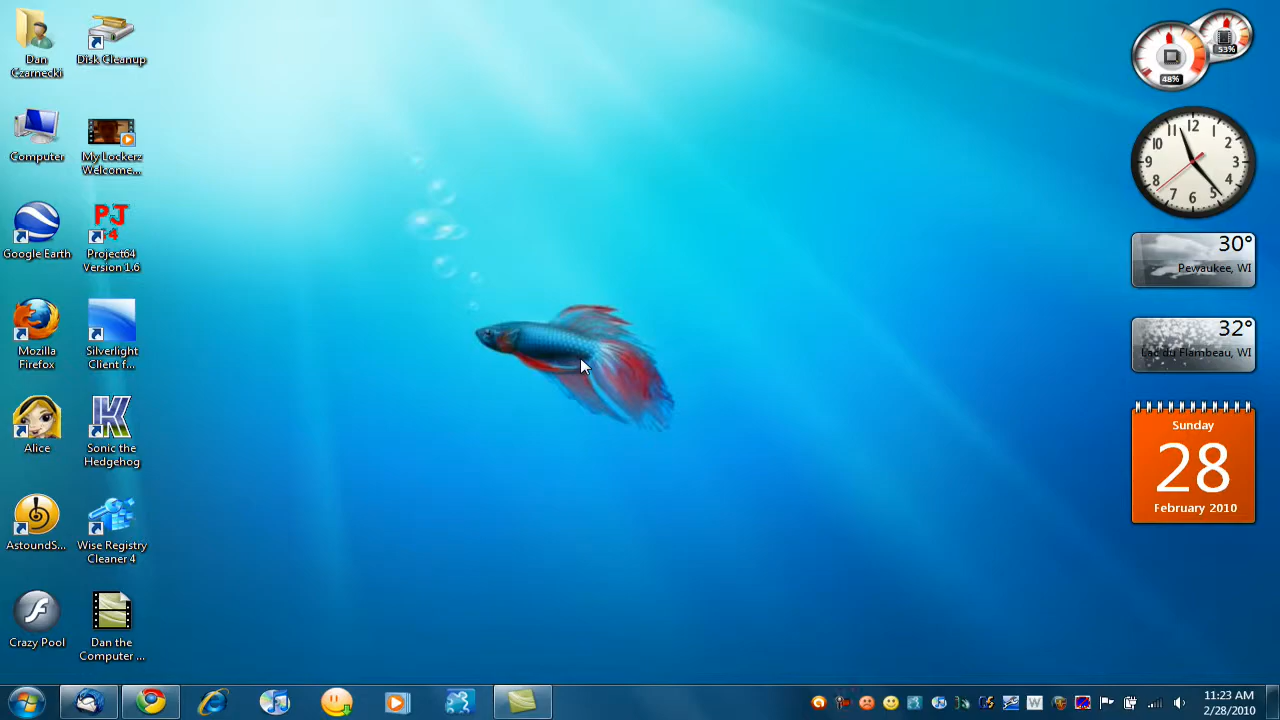 Dan
Czarnecki
Disk Cleanup
Computer
My Lockerz
Welcome...
Google Earth
PJ
64
Project64
Version 1.6
Mozilla
Firefox
Silverlight
Client f...
Alice
K
Sonic the
Hedgehog
AstoundS...
Wise Registry
Cleaner 4
Crazy Pool
Dan the
Computer ...
48%
53%
12
1
2
3
4
5
6
7
8
9
10
11
30°
Pewaukee, WI
32°
Lac du Flambeau, WI
Sunday
28
February 2010
W
11:23 AM
2/28/2010